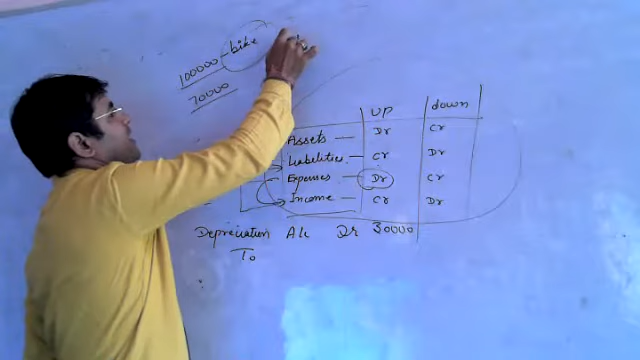 100000 - bike
70000
up down
Assets — Dr Cr
Liabilities — Cr Dr
Expenses — Dr Cr
Income — Cr Dr
Depreciation A/c Dr 30000
To